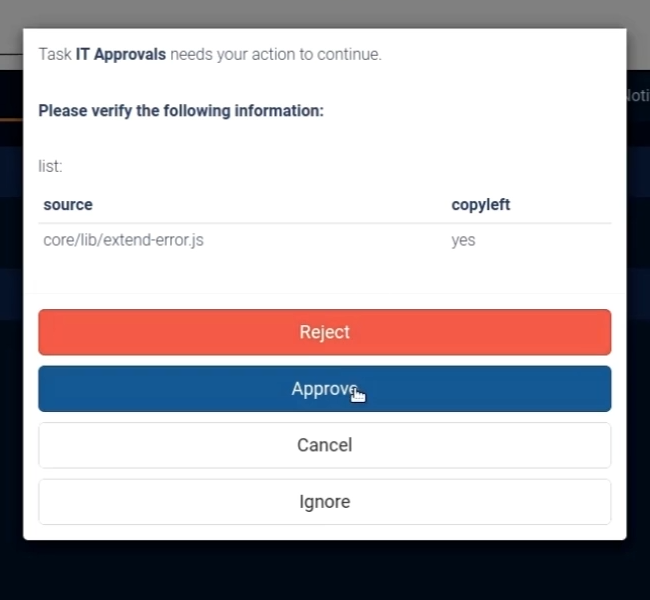 Task IT Approvals needs your action to continue.
Noti
Please verify the following information:
list:
source copyleft
core/lib/extend-error.js yes
Reject
Approve
Cancel
Ignore